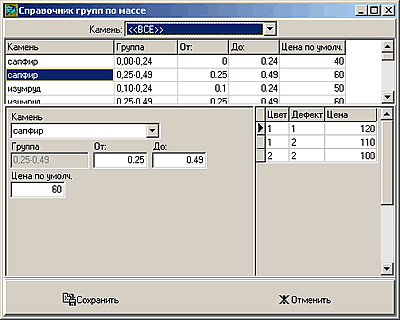 Справочник групп по массе
Камень: <<ВСЕ>>
Камень Группа От: До: Цена по умолч.
сапфир 0,00-0,24 0 0.24 40
сапфир 0,25-0,49 0.25 0.49 60
изумруд 0,10-0,24 0.1 0.24 50
изумруд 0,25-0,49 0.25 0.49 60
Камень
сапфир
Группа От: До:
0,25-0,49 0.25 0.49
Цена по умолч.
60
Цвет Дефект Цена
1 1 120
1 2 110
2 2 100
Сохранить Отменить